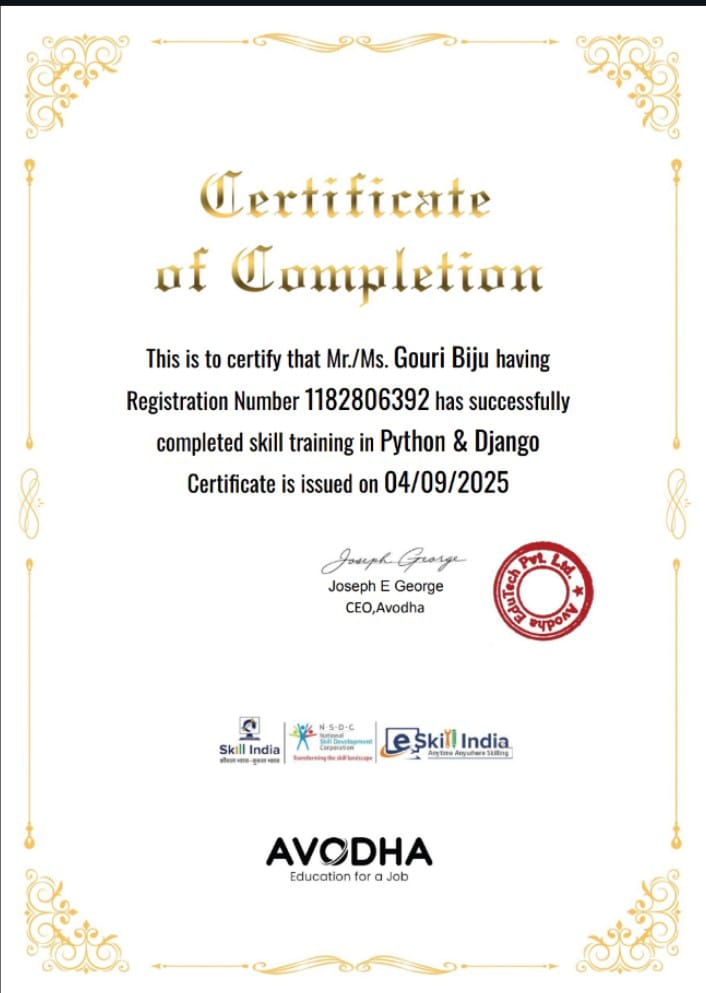 Certificate
of Completion
This is to certify that Mr./Ms. Gouri Biju having
Registration Number 1182806392 has successfully
completed skill training in Python & Django
Certificate is issued on 04/09/2025
Joseph George
Joseph E George
CEO,Avodha
Avodha EduTech Pvt. Ltd.
Skill India
कौशल भारत - कुशल भारत
N·S·D·C
National
Skill Development
Corporation
Transforming the skill landscape
eSkill India
Anytime Anywhere Skilling
AVODHA
Education for a Job